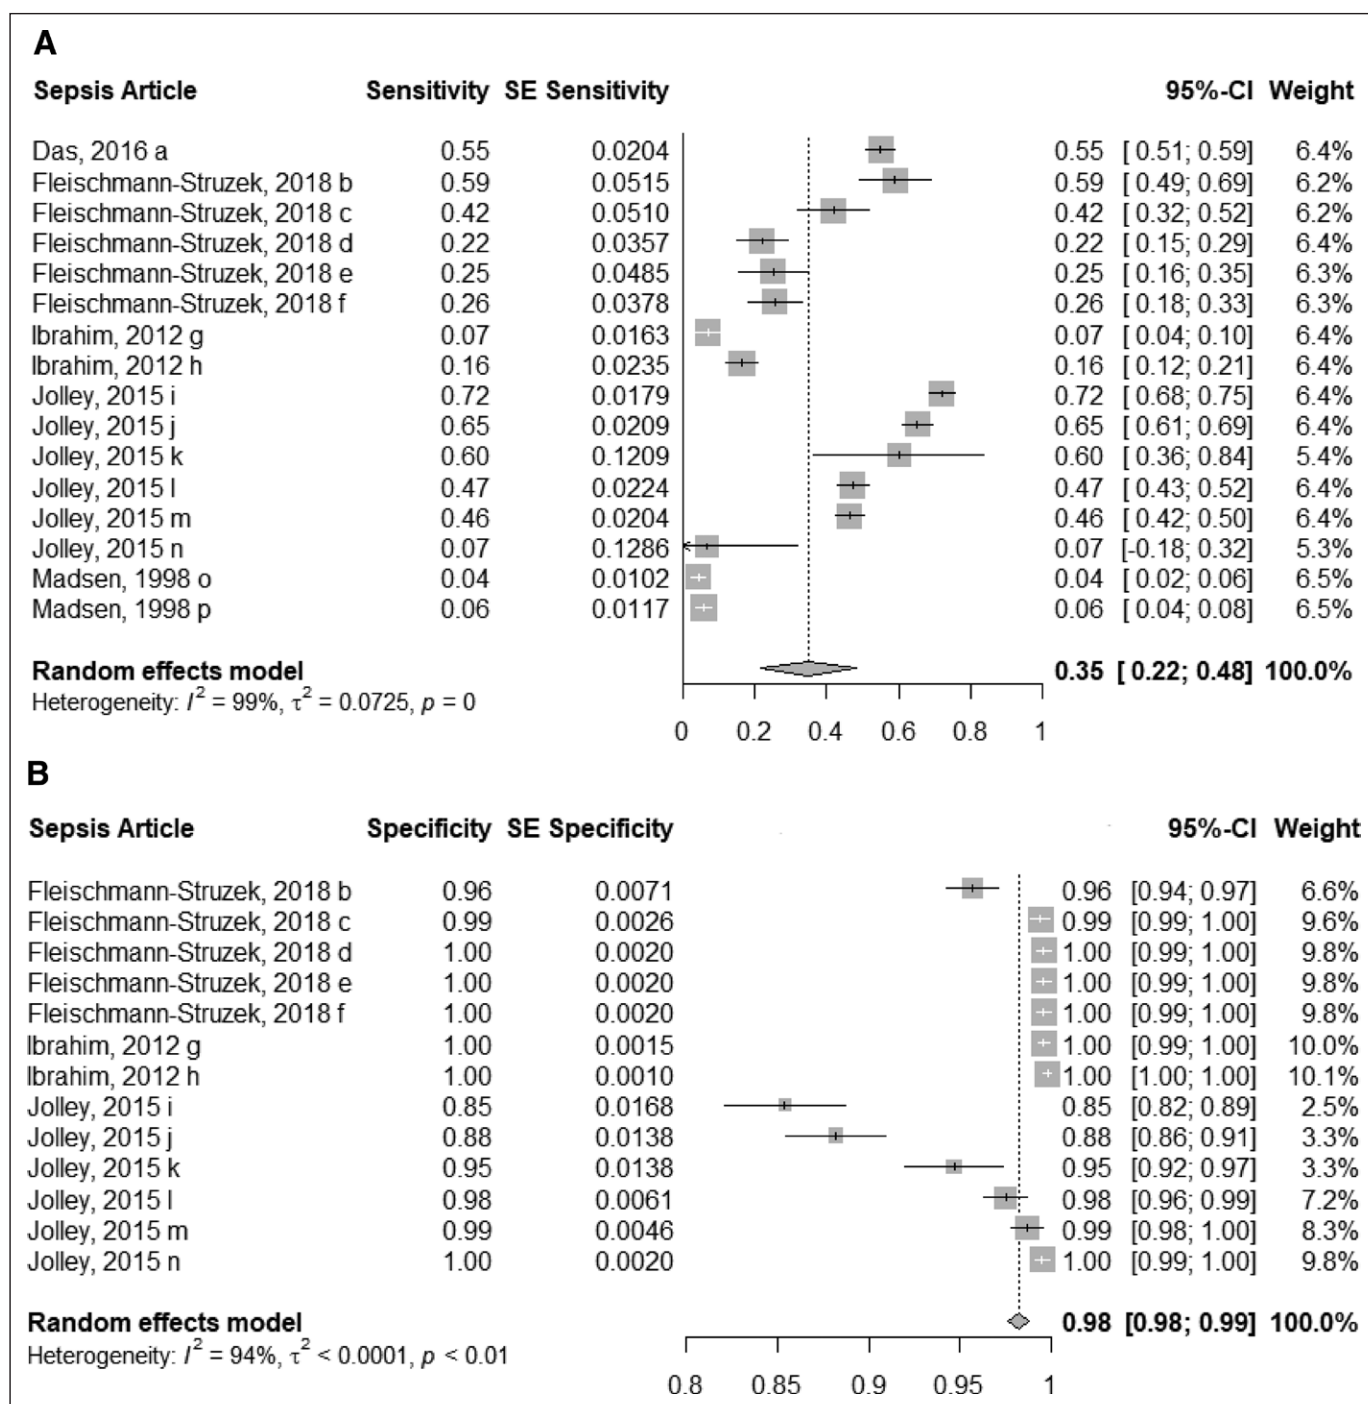 A
Sepsis Article Sensitivity SE Sensitivity 95%-CI Weight
Das, 2016 a 0.55 0.0204 0.55 [ 0.51; 0.59] 6.4%
Fleischmann-Struzek, 2018 b 0.59 0.0515 0.59 [ 0.49; 0.69] 6.2%
Fleischmann-Struzek, 2018 c 0.42 0.0510 0.42 [ 0.32; 0.52] 6.2%
Fleischmann-Struzek, 2018 d 0.22 0.0357 0.22 [ 0.15; 0.29] 6.4%
Fleischmann-Struzek, 2018 e 0.25 0.0485 0.25 [ 0.16; 0.35] 6.3%
Fleischmann-Struzek, 2018 f 0.26 0.0378 0.26 [ 0.18; 0.33] 6.3%
Ibrahim, 2012 g 0.07 0.0163 0.07 [ 0.04; 0.10] 6.4%
Ibrahim, 2012 h 0.16 0.0235 0.16 [ 0.12; 0.21] 6.4%
Jolley, 2015 i 0.72 0.0179 0.72 [ 0.68; 0.75] 6.4%
Jolley, 2015 j 0.65 0.0209 0.65 [ 0.61; 0.69] 6.4%
Jolley, 2015 k 0.60 0.1209 0.60 [ 0.36; 0.84] 5.4%
Jolley, 2015 l 0.47 0.0224 0.47 [ 0.43; 0.52] 6.4%
Jolley, 2015 m 0.46 0.0204 0.46 [ 0.42; 0.50] 6.4%
Jolley, 2015 n 0.07 0.1286 0.07 [-0.18; 0.32] 5.3%
Madsen, 1998 o 0.04 0.0102 0.04 [ 0.02; 0.06] 6.5%
Madsen, 1998 p 0.06 0.0117 0.06 [ 0.04; 0.08] 6.5%
Random effects model 0.35 [ 0.22; 0.48] 100.0%
Heterogeneity: I² = 99%, τ² = 0.0725, p = 0
0 0.2 0.4 0.6 0.8 1
B
Sepsis Article Specificity SE Specificity 95%-CI Weight
Fleischmann-Struzek, 2018 b 0.96 0.0071 0.96 [0.94; 0.97] 6.6%
Fleischmann-Struzek, 2018 c 0.99 0.0026 0.99 [0.99; 1.00] 9.6%
Fleischmann-Struzek, 2018 d 1.00 0.0020 1.00 [0.99; 1.00] 9.8%
Fleischmann-Struzek, 2018 e 1.00 0.0020 1.00 [0.99; 1.00] 9.8%
Fleischmann-Struzek, 2018 f 1.00 0.0020 1.00 [0.99; 1.00] 9.8%
Ibrahim, 2012 g 1.00 0.0015 1.00 [0.99; 1.00] 10.0%
Ibrahim, 2012 h 1.00 0.0010 1.00 [1.00; 1.00] 10.1%
Jolley, 2015 i 0.85 0.0168 0.85 [0.82; 0.89] 2.5%
Jolley, 2015 j 0.88 0.0138 0.88 [0.86; 0.91] 3.3%
Jolley, 2015 k 0.95 0.0138 0.95 [0.92; 0.97] 3.3%
Jolley, 2015 l 0.98 0.0061 0.98 [0.96; 0.99] 7.2%
Jolley, 2015 m 0.99 0.0046 0.99 [0.98; 1.00] 8.3%
Jolley, 2015 n 1.00 0.0020 1.00 [0.99; 1.00] 9.8%
Random effects model 0.98 [0.98; 0.99] 100.0%
Heterogeneity: I² = 94%, τ² < 0.0001, p < 0.01
0.8 0.85 0.9 0.95 1